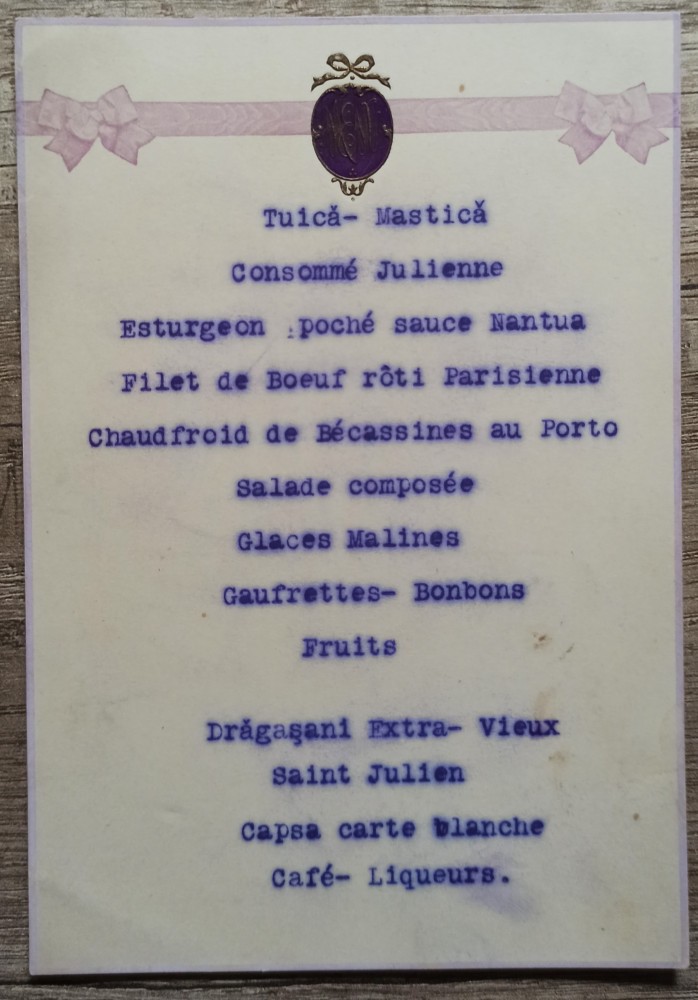 Tuică- Mastică
Consommé Julienne
Esturgeon poché sauce Nantua
Filet de Boeuf rôti Parisienne
Chaudfroid de Bécassines au Porto
Salade composée
Glaces Malines
Gaufrettes- Bonbons
Fruits
Drăgaşani Extra- Vieux
Saint Julien
Capsa carte blanche
Café- Liqueurs.